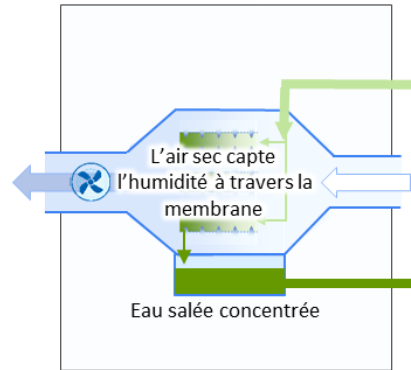 L'air sec capte
l'humidité à travers la
membrane
Eau salée concentrée